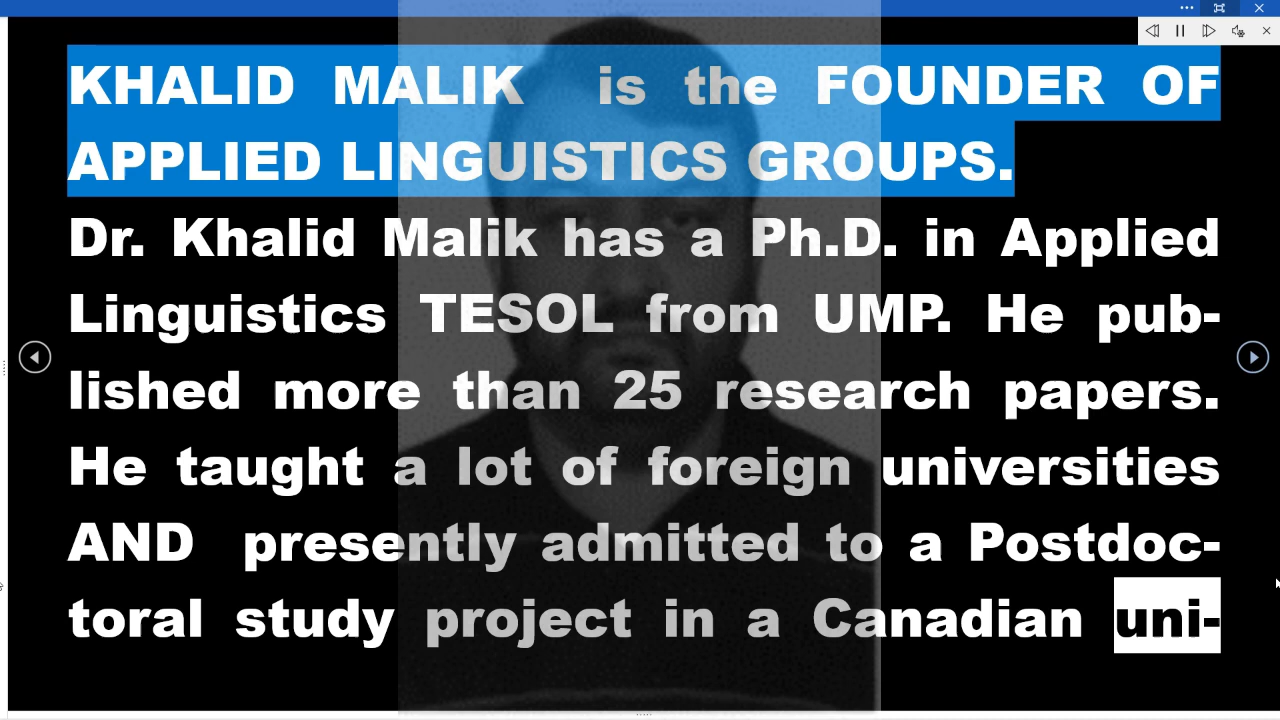 KHALID MALIK is the FOUNDER OF
APPLIED LINGUISTICS GROUPS.
Dr. Khalid Malik has a Ph.D. in Applied
Linguistics TESOL from UMP. He pub-
lished more than 25 research papers.
He taught a lot of foreign universities
AND presently admitted to a Postdoc-
toral study project in a Canadian uni-